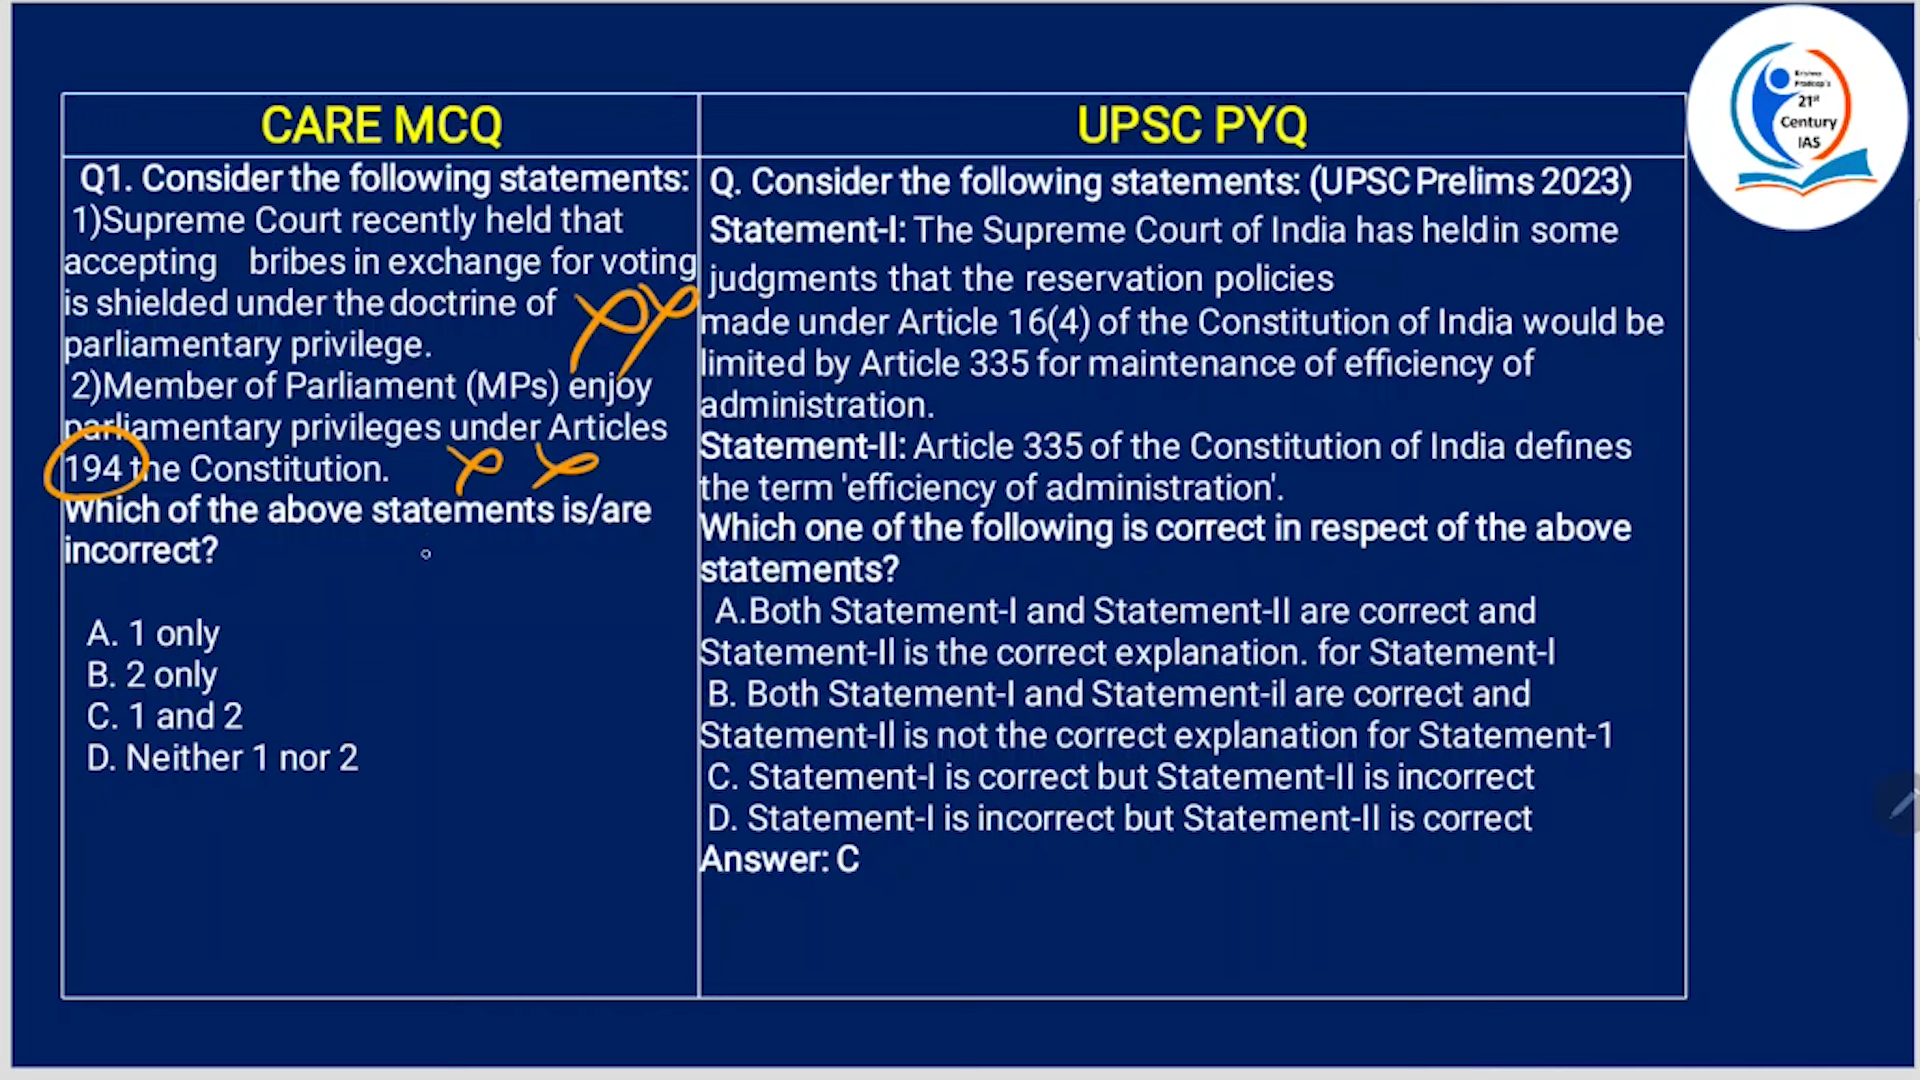 CARE MCQ
Q1. Consider the following statements:
1)Supreme Court recently held that
accepting bribes in exchange for voting
is shielded under the doctrine of
parliamentary privilege.
2)Member of Parliament (MPs) enjoy
parliamentary privileges under Articles
194 the Constitution.
Which of the above statements is/are
incorrect?
A. 1 only
B. 2 only
C. 1 and 2
D. Neither 1 nor 2
UPSC PYQ
Q. Consider the following statements: (UPSC Prelims 2023)
Statement-I: The Supreme Court of India has held in some
judgments that the reservation policies
made under Article 16(4) of the Constitution of India would be
limited by Article 335 for maintenance of efficiency of
administration.
Statement-II: Article 335 of the Constitution of India defines
the term 'efficiency of administration'.
Which one of the following is correct in respect of the above
statements?
A.Both Statement-I and Statement-II are correct and
Statement-II is the correct explanation. for Statement-I
B. Both Statement-I and Statement-il are correct and
Statement-II is not the correct explanation for Statement-1
C. Statement-I is correct but Statement-II is incorrect
D. Statement-I is incorrect but Statement-II is correct
Answer: C
Krishna
Pradeep's
21st
Century
IAS